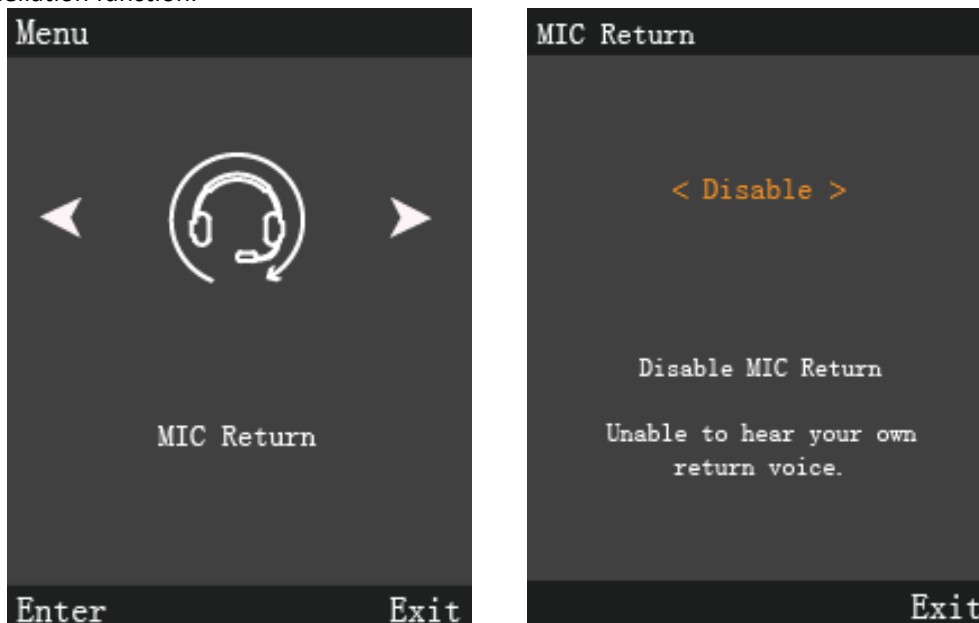 Menu
MIC Return
Enter
Exit
MIC Return
< Disable >
Disable MIC Return
Unable to hear your own
return voice.
Exit